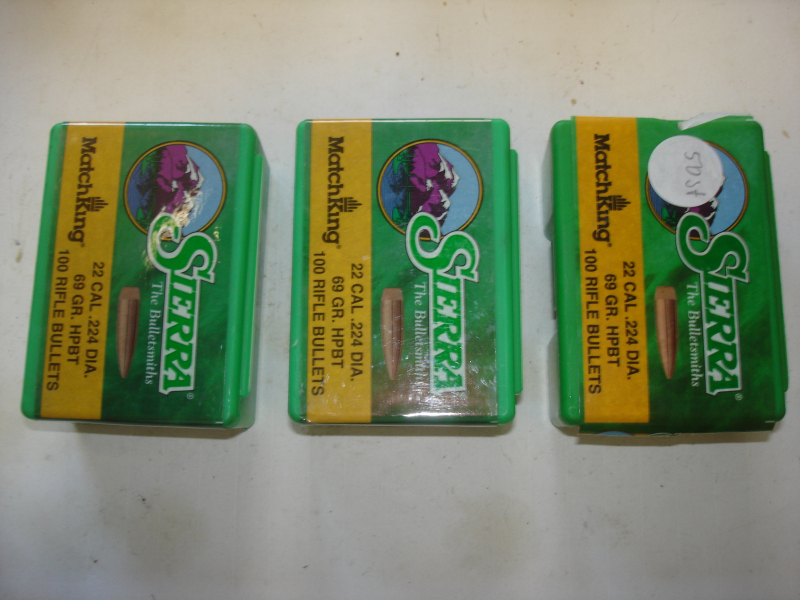 MatchKing®
SIERRA®
The Bulletsmiths
22 CAL. .224 DIA.
69 GR. HPBT
100 RIFLE BULLETS
MatchKing®
SIERRA
The Bulletsmiths
22 CAL. .224 DIA.
69 GR. HPBT
100 RIFLE BULLETS
MatchKing®
SIERRA®
The Bulletsmiths
22 CAL. .224 DIA.
69 GR. HPBT
100 RIFLE BULLETS